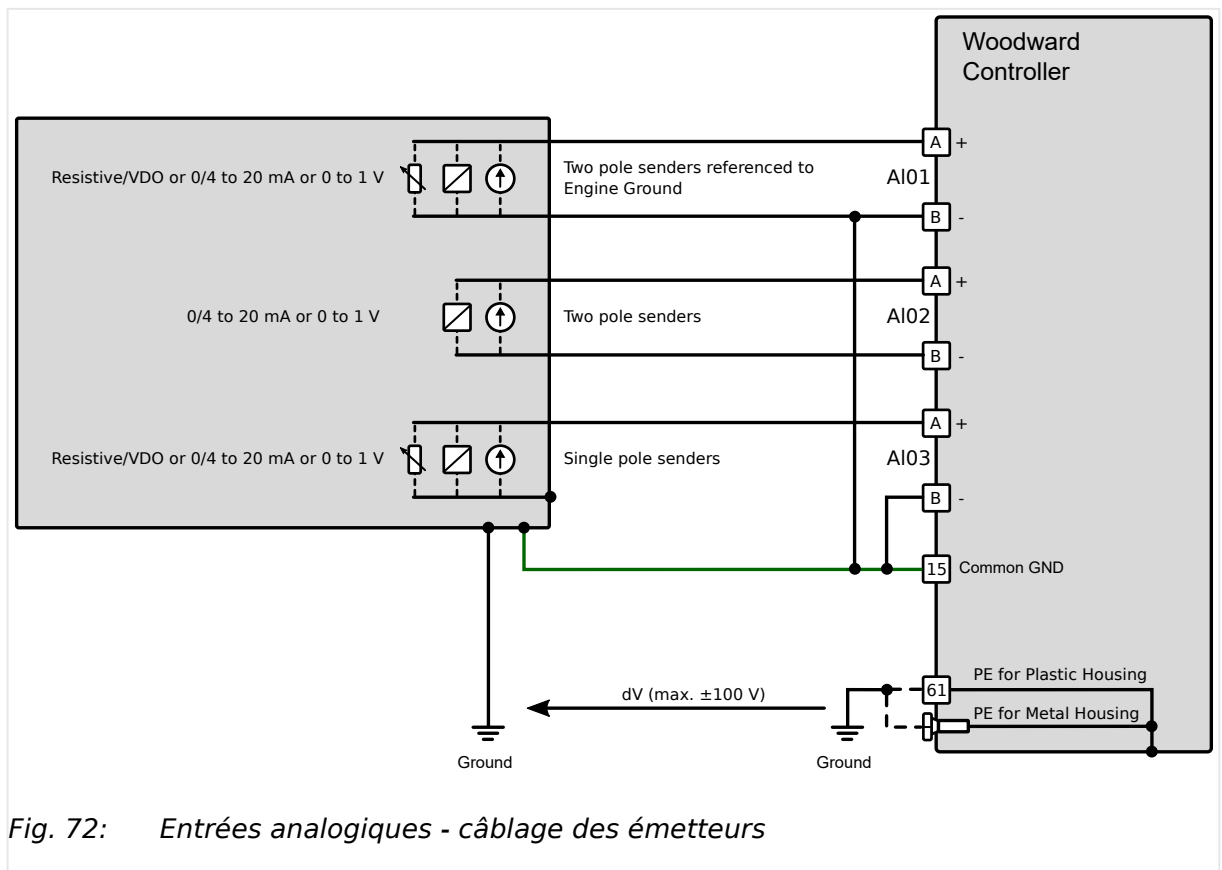 Woodward
Controller
A +
Resistive/VDO or 0/4 to 20 mA or 0 to 1 V
Two pole senders referenced to
Engine Ground
AI01
B -
A +
0/4 to 20 mA or 0 to 1 V
Two pole senders
AI02
B -
A +
Resistive/VDO or 0/4 to 20 mA or 0 to 1 V
Single pole senders
AI03
B -
15 Common GND
PE for Plastic Housing
61
dV (max. ±100 V)
PE for Metal Housing
Ground
Ground
Fig. 72: Entrées analogiques - câblage des émetteurs